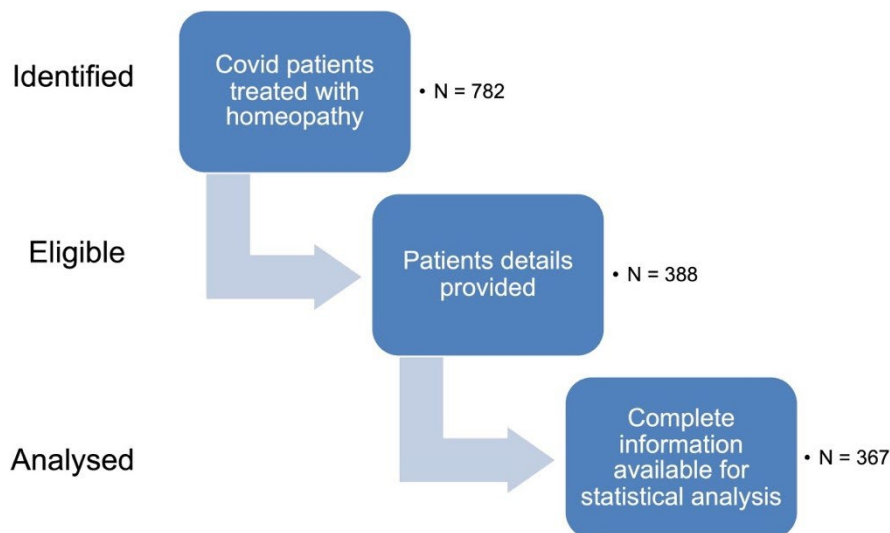 Identified
Covid patients
treated with
homeopathy
• N = 782
Eligible
Patients details
provided
• N = 388
Analysed
Complete
information
available for
statistical analysis
• N = 367